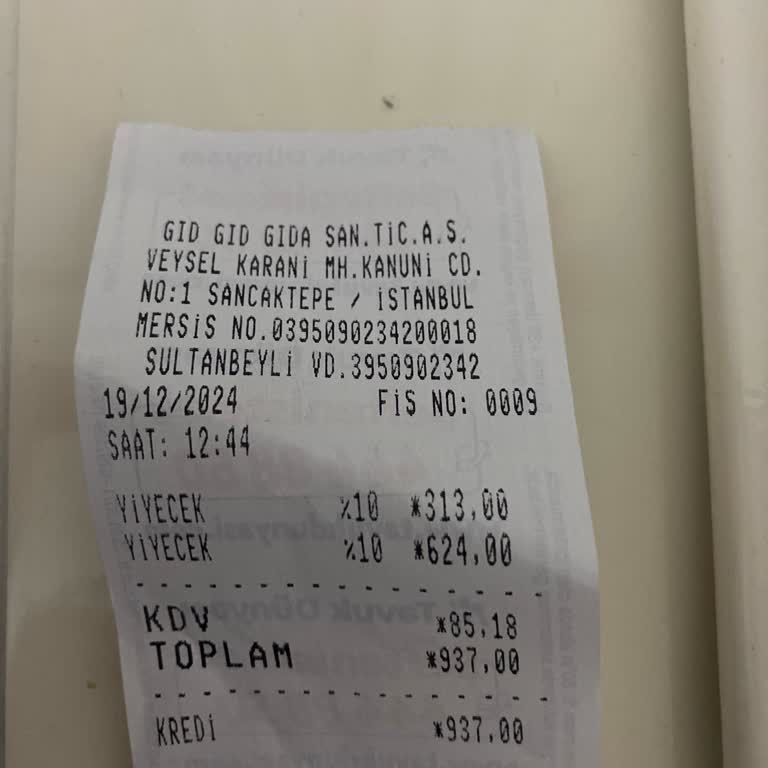 GID GID GIDA SAN.TİC.A.Ş.
VEYSEL KARANİ MH.KANUNİ CD.
NO:1 SANCAKTEPE / İSTANBUL
MERSİS NO.0395090234200018
SULTANBEYLİ VD.3950902342
19/12/2024 FİŞ NO: 0009
SAAT: 12:44
YİYECEK %10 *313,00
YİYECEK %10 *624,00
KDV *85,18
TOPLAM *937,00
KREDİ *937,00